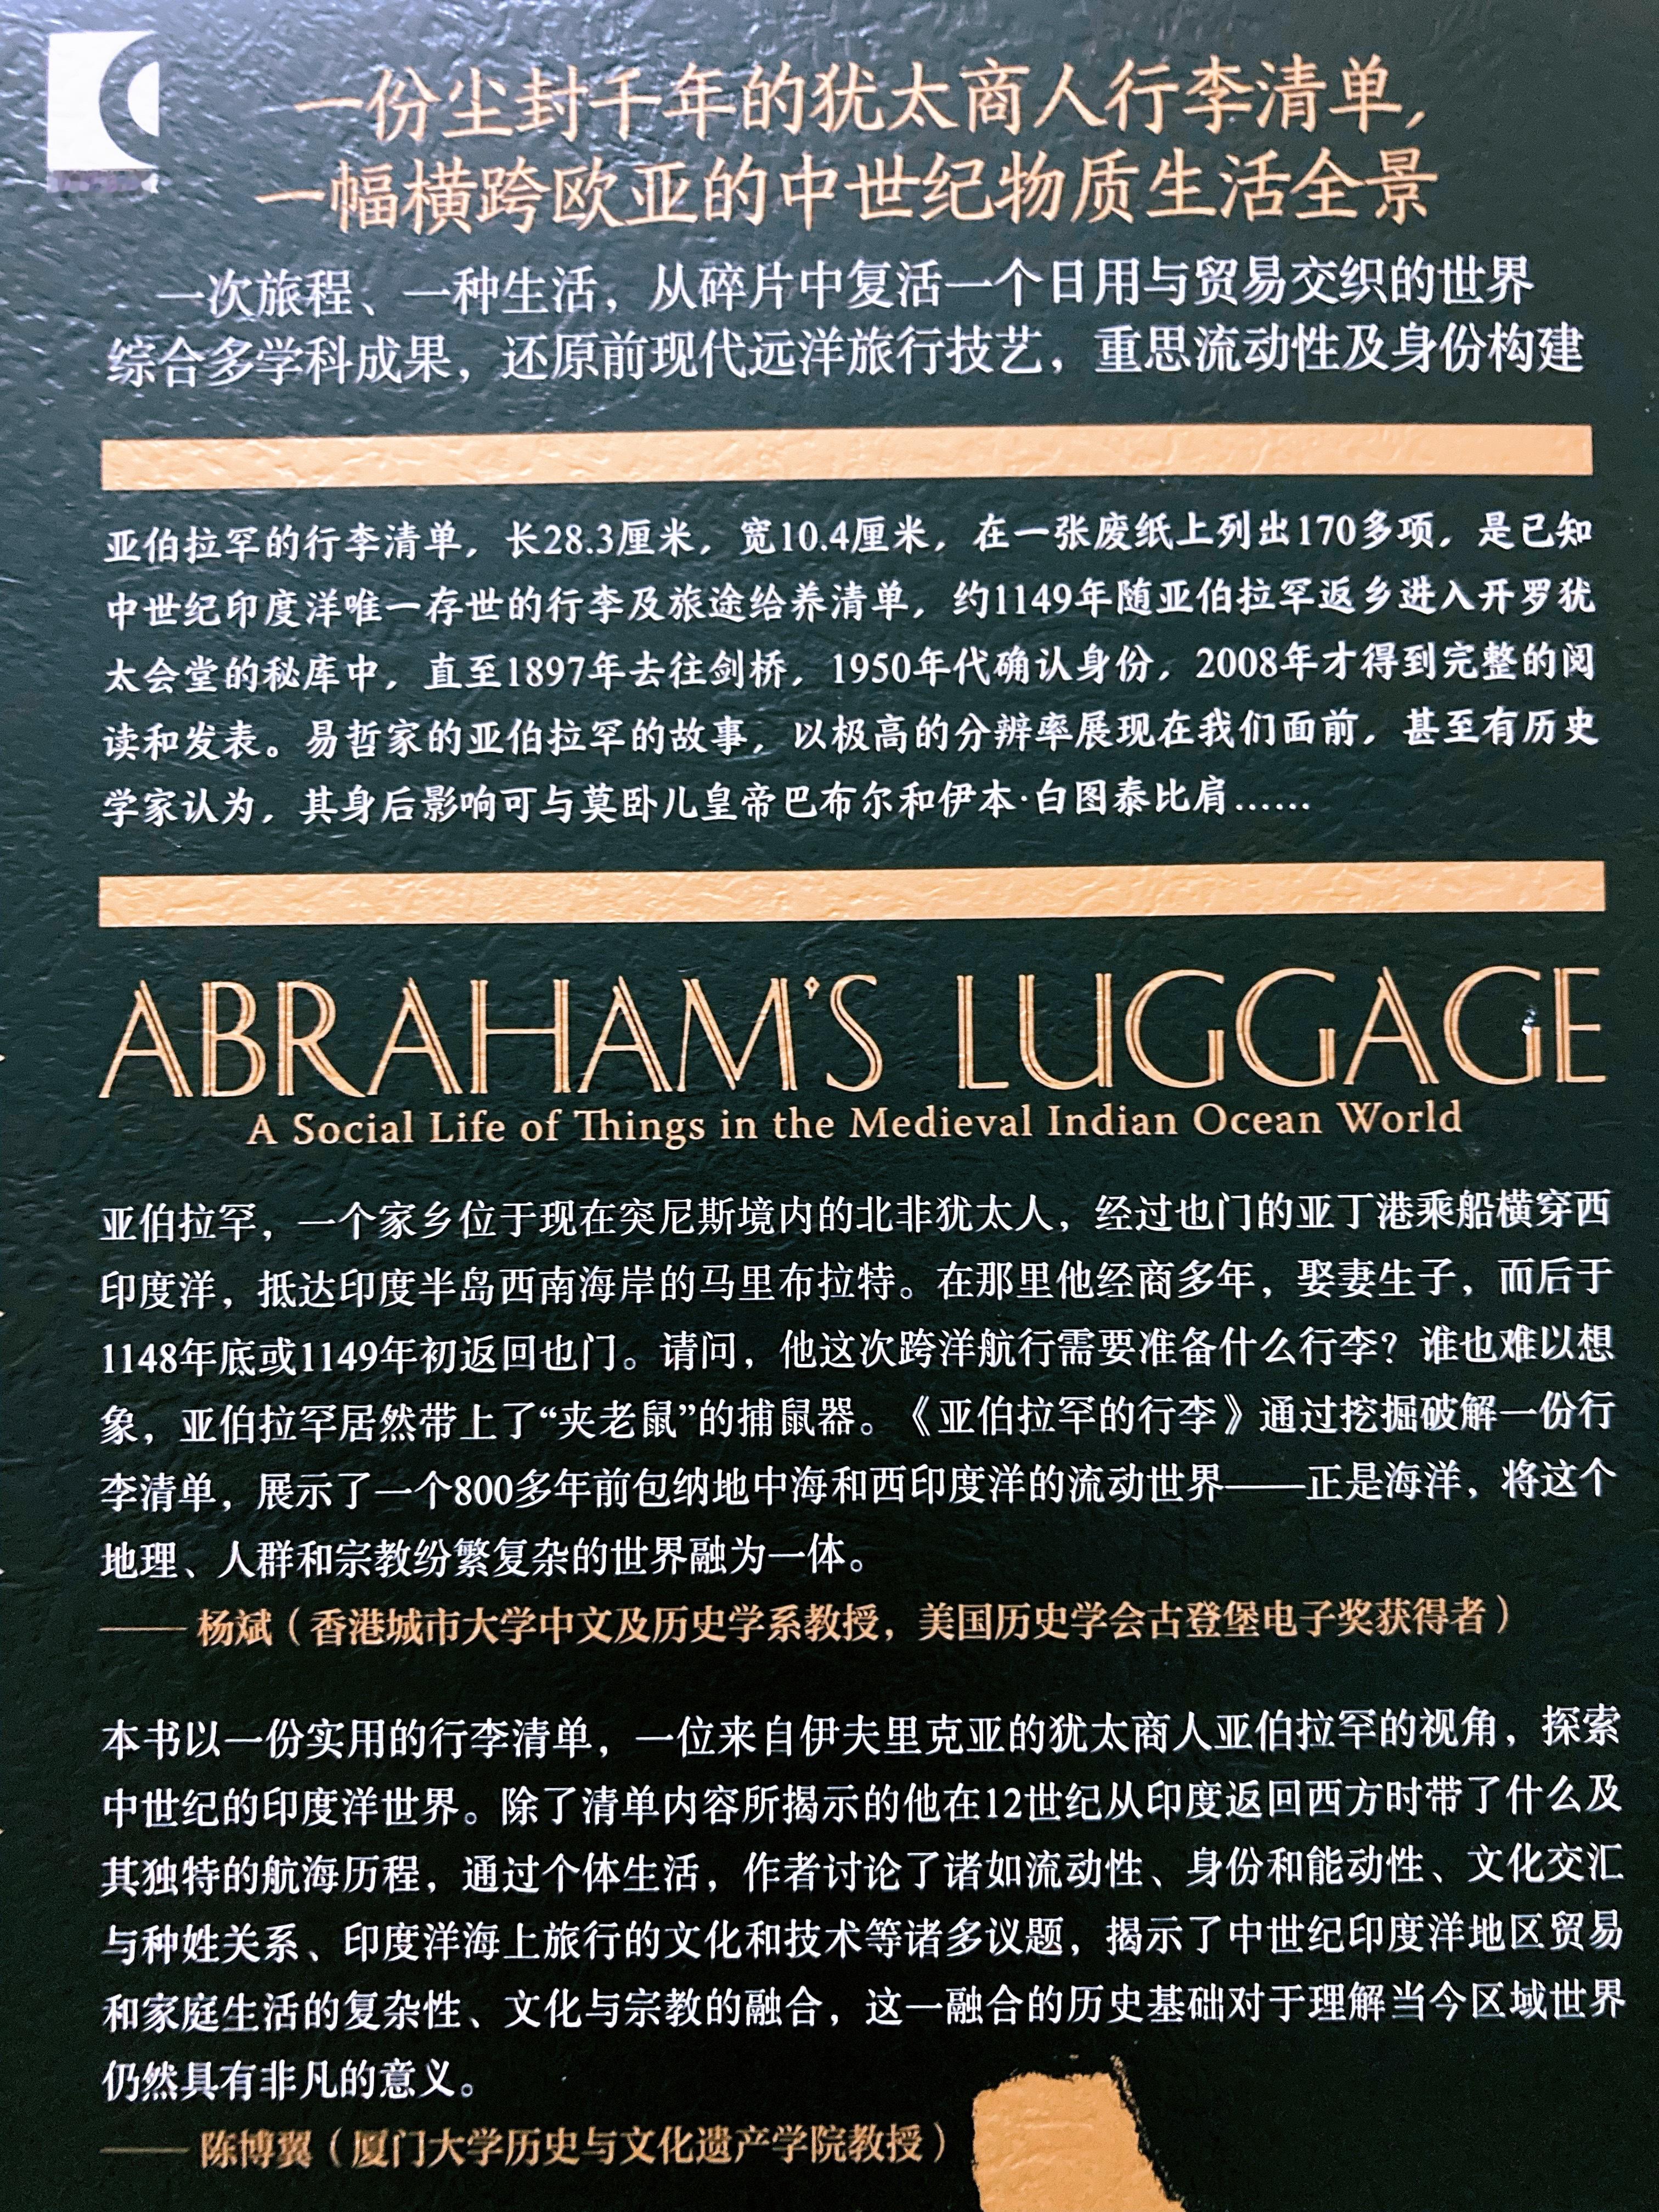 一份尘封千年的犹太商人行李清单,
一幅横跨欧亚的中世纪物质生活全景
一次旅程、一种生活，从碎片中复活一个日用与贸易交织的世界
综合多学科成果，还原前现代远洋旅行技艺，重思流动性及身份构建
亚伯拉罕的行李清单，长28.3厘米，宽10.4厘米，在一张废纸上列出170多项，是已知
中世纪印度洋唯一存世的行李及旅途给养清单，约1149年随亚伯拉罕返乡进入开罗犹
太会堂的秘库中，直至1897年去往剑桥，1950年代确认身份，2008年才得到完整的阅
读和发表。易哲家的亚伯拉罕的故事，以极高的分辨率展现在我们面前，甚至有历史
学家认为，其身后影响可与莫卧儿皇帝巴布尔和伊本·白图泰比肩……
ABRAHAM'S LUGGAGE
A Social Life of Things in the Medieval Indian Ocean World
亚伯拉罕，一个家乡位于现在突尼斯境内的北非犹太人，经过也门的亚丁港乘船横穿西
印度洋，抵达印度半岛西南海岸的马里布拉特。在那里他经商多年，娶妻生子，而后于
1148年底或1149年初返回也门。请问，他这次跨洋航行需要准备什么行李？谁也难以想
象，亚伯拉罕居然带上了“夹老鼠”的捕鼠器。《亚伯拉罕的行李》通过挖掘破解一份行
李清单，展示了一个800多年前包纳地中海和西印度洋的流动世界——正是海洋，将这个
地理、人群和宗教纷繁复杂的世界融为一体。
—— 杨斌（香港城市大学中文及历史学系教授，美国历史学会古登堡电子奖获得者）
本书以一份实用的行李清单，一位来自伊夫里克亚的犹太商人亚伯拉罕的视角，探索
中世纪的印度洋世界。除了清单内容所揭示的他在12世纪从印度返回西方时带了什么及
其独特的航海历程，通过个体生活，作者讨论了诸如流动性、身份和能动性、文化交汇
与种姓关系、印度洋海上旅行的文化和技术等诸多议题，揭示了中世纪印度洋地区贸易
和家庭生活的复杂性、文化与宗教的融合，这一融合的历史基础对于理解当今区域世界
仍然具有非凡的意义。
—— 陈博翼（厦门大学历史与文化遗产学院教授）